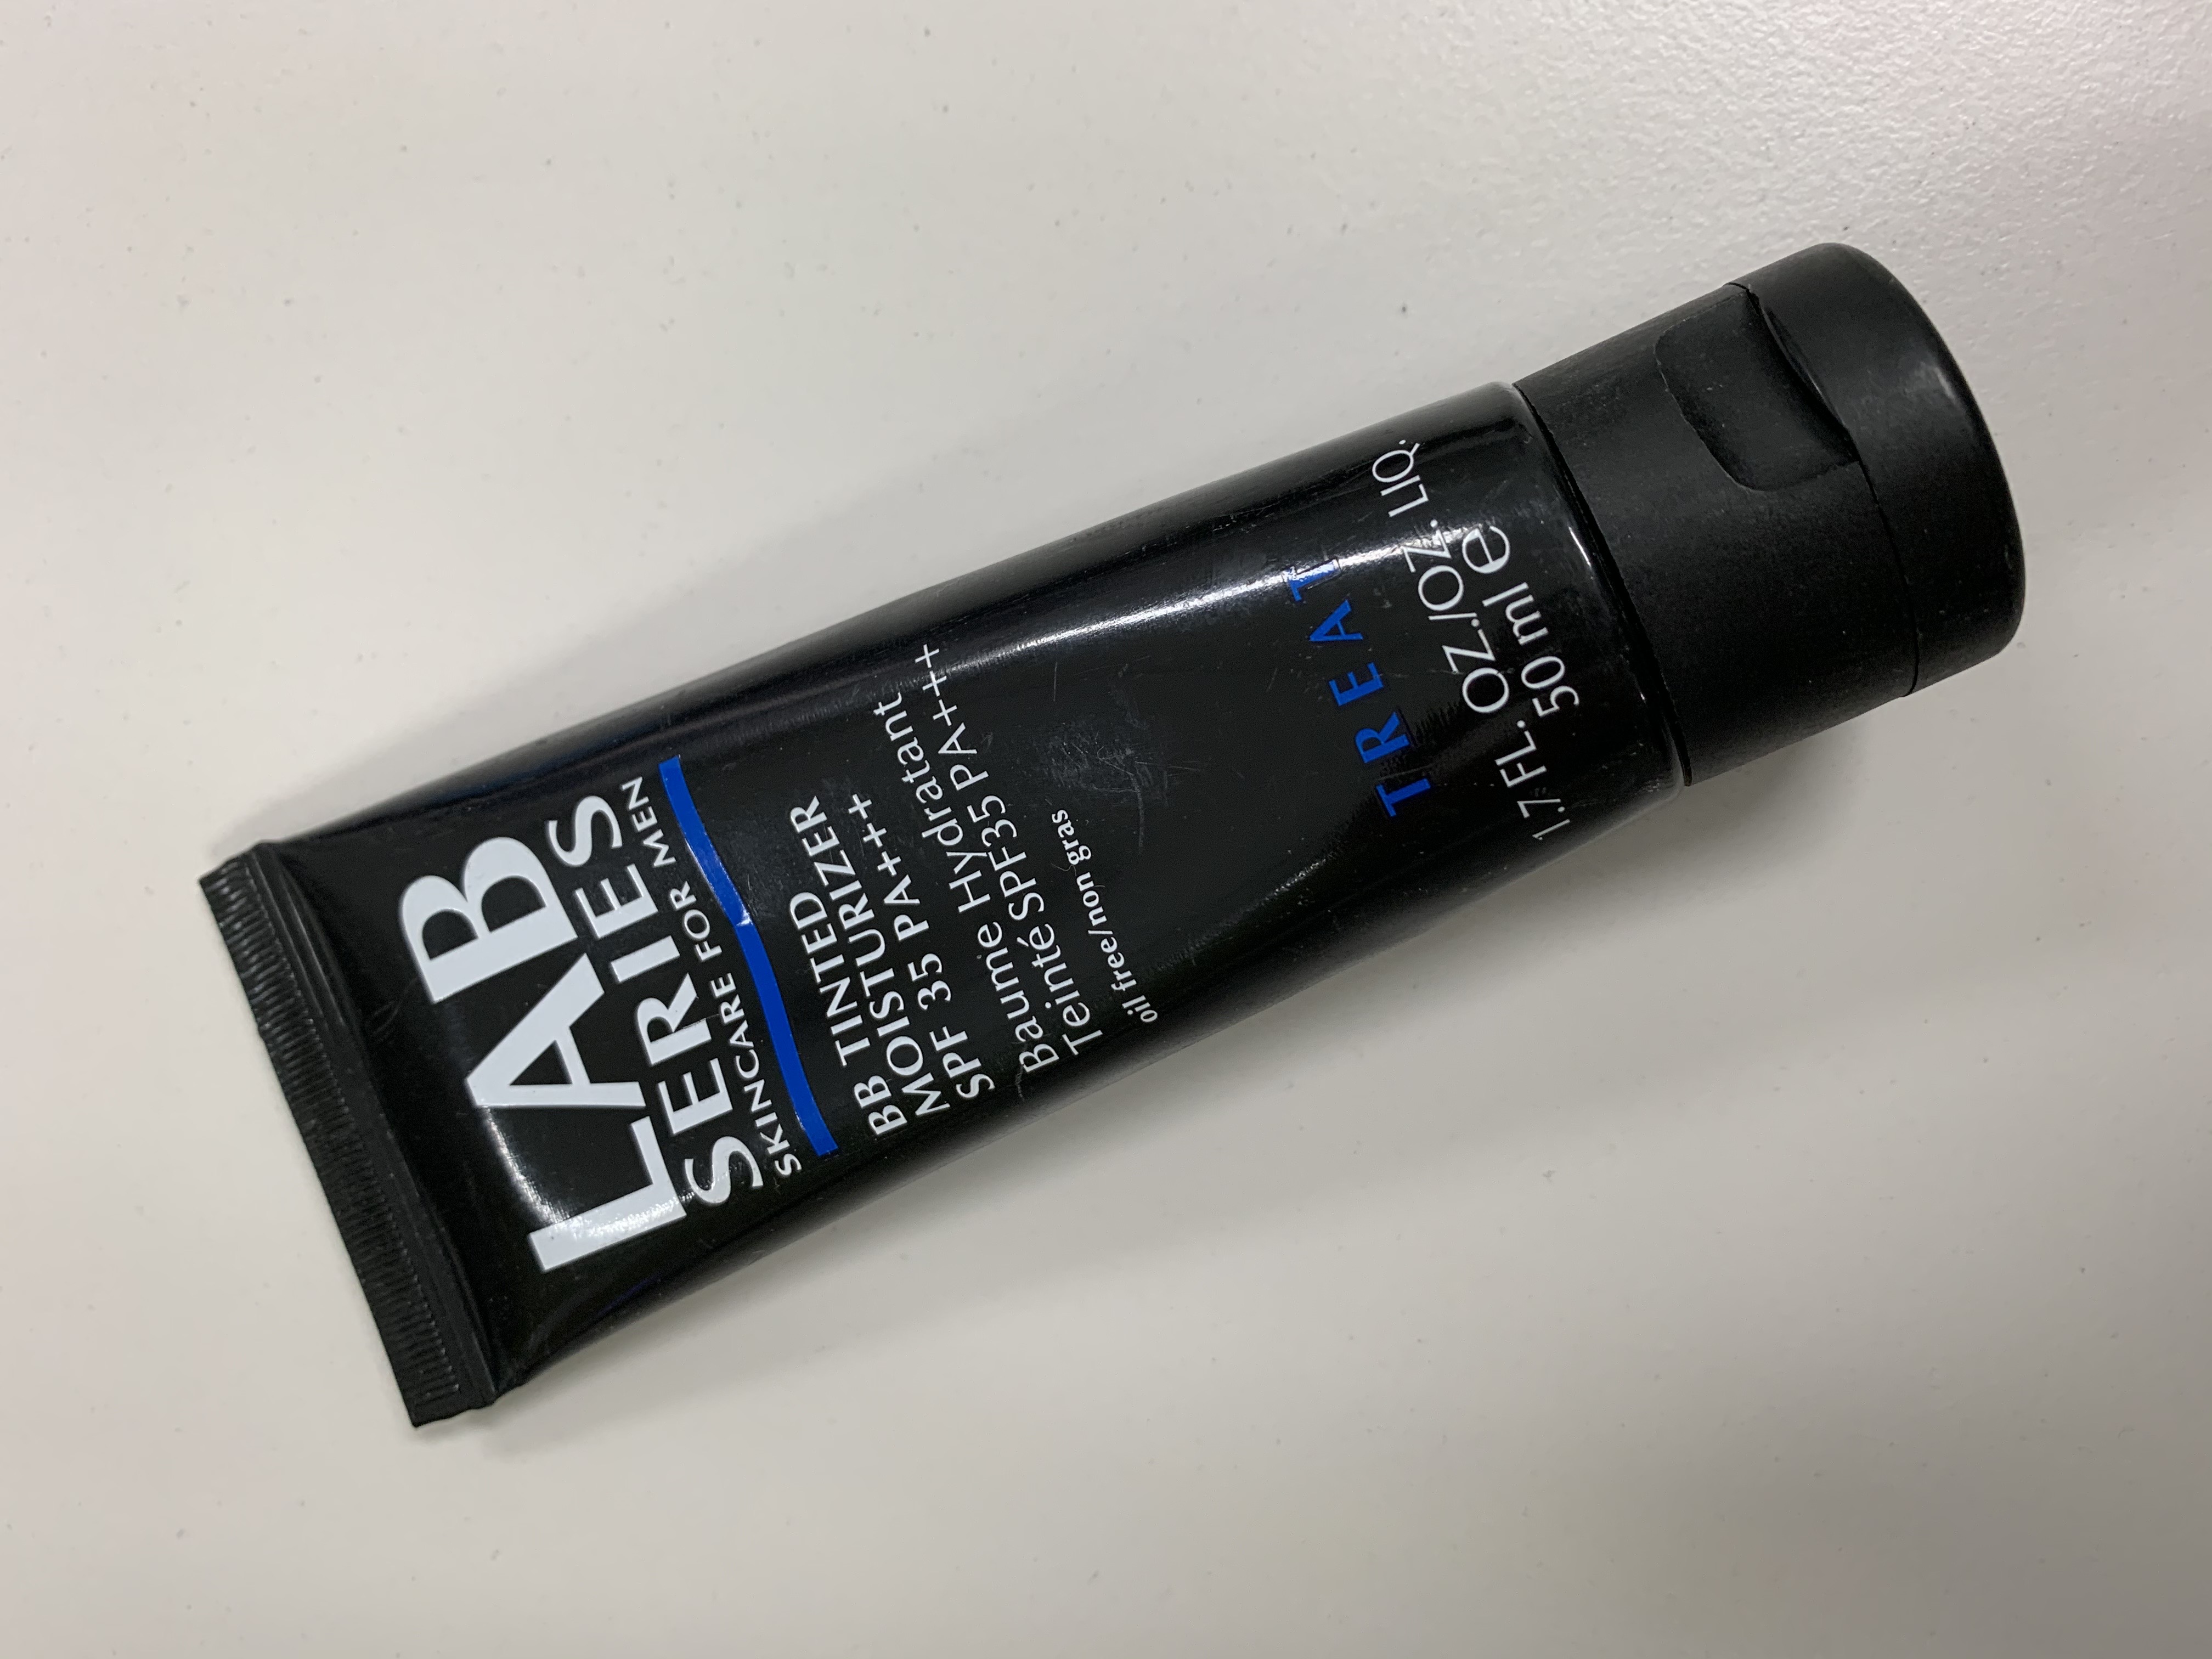 LAB
SERIES
SKINCARE FOR MEN
BB TINTED
MOISTURIZER
SPF 35 PA+++
Baume Hydratant
Teinté SPF35 PA+++
oil free/non gras
TREAT
1.7 FL. OZ./OZ. LIQ.
50 ml e